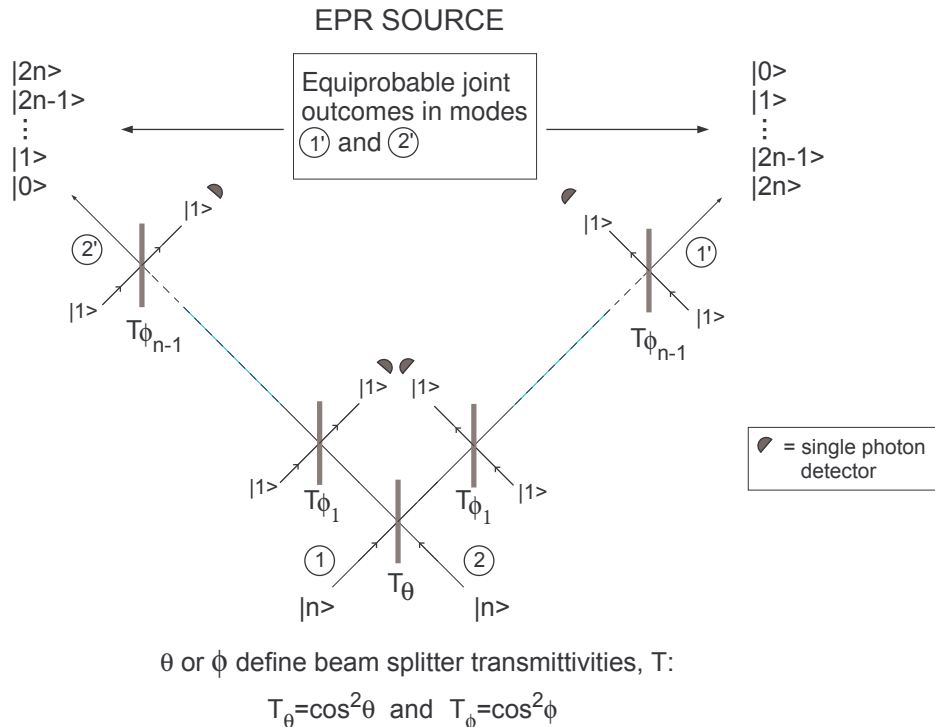 EPR SOURCE
|2n>
|2n-1>
⋮
|1>
|0>
Equiprobable joint
outcomes in modes
1' and 2'
|0>
|1>
⋮
|2n-1>
|2n>
|1>
|1>
2'
1'
|1>
|1>
Tϕn-1
Tϕn-1
|1>
|1>
= single photon
detector
|1>
|1>
Tϕ1
Tϕ1
1
2
Tθ
|n>
|n>
θ or ϕ define beam splitter transmittivities, T:
Tθ=cos²θ and Tϕ=cos²ϕ